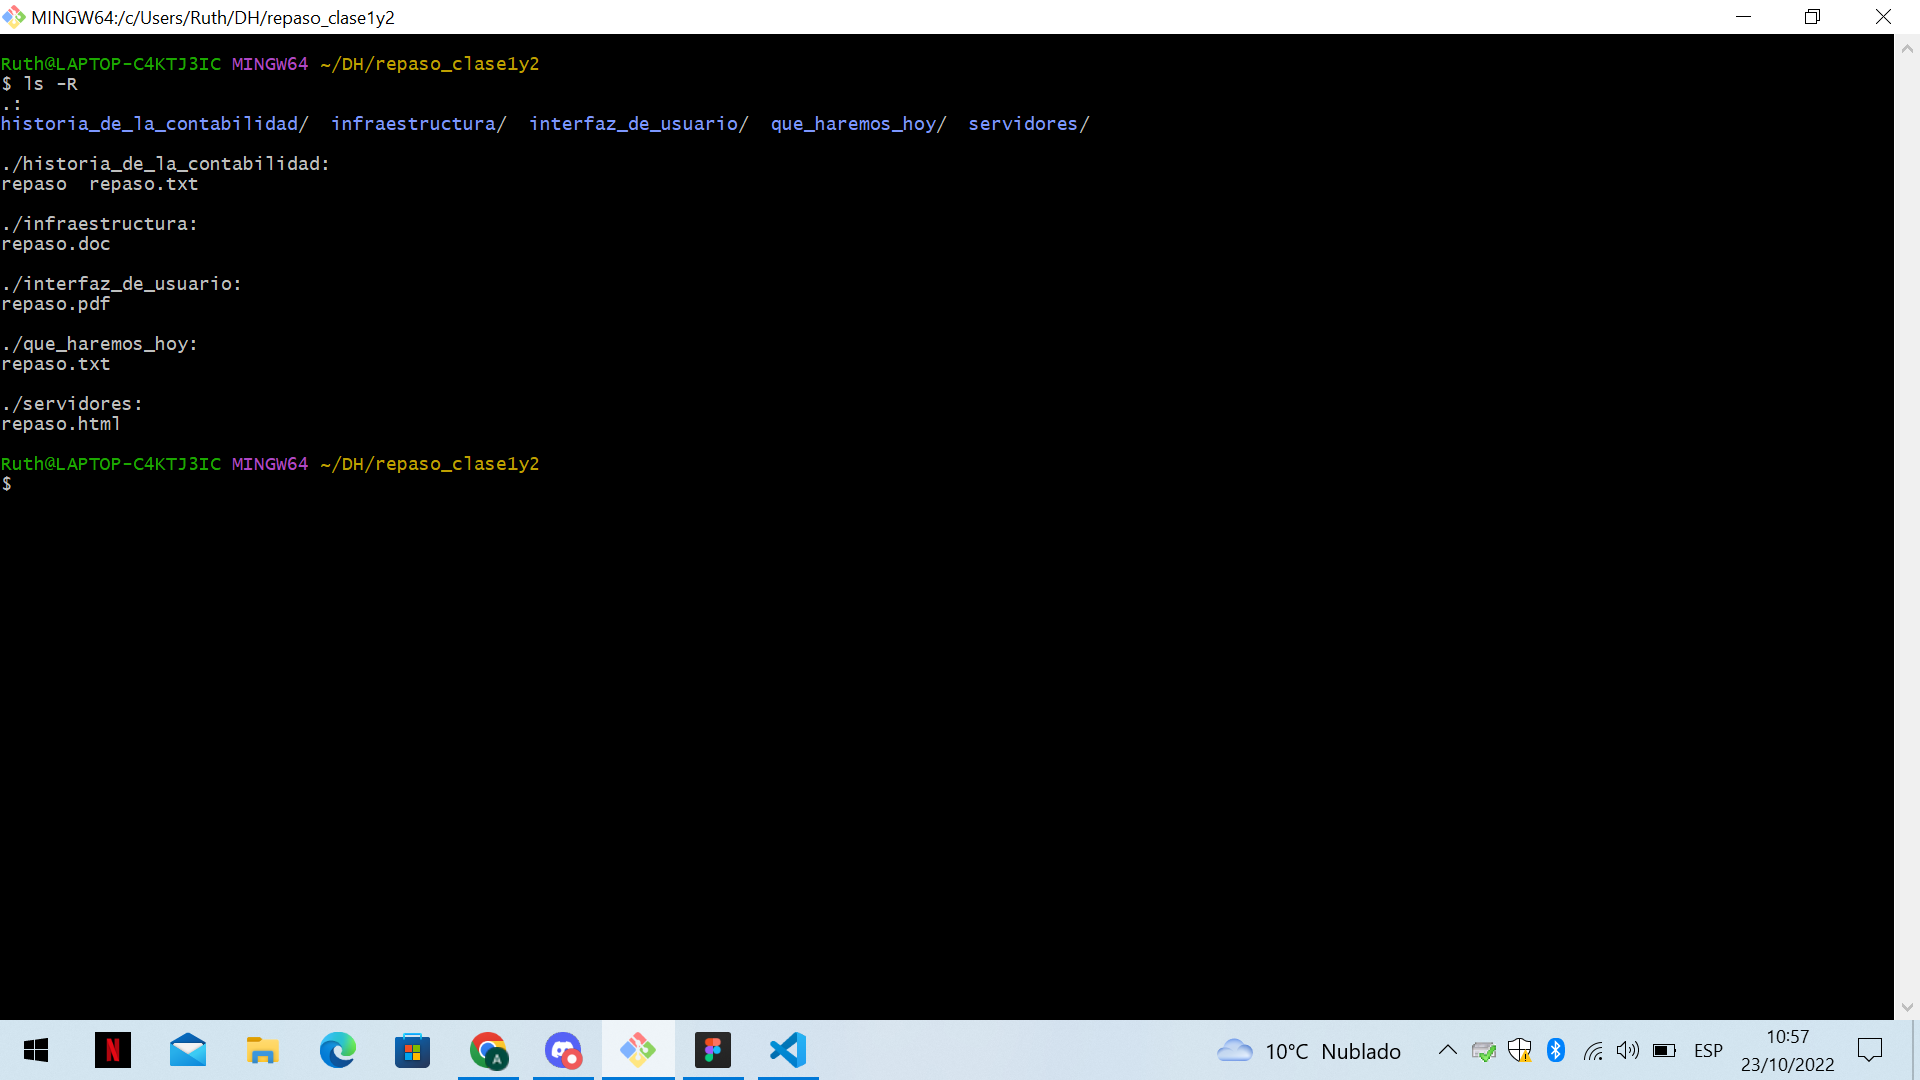 MINGW64:/c/Users/Ruth/DH/repaso_clase1y2
Ruth@LAPTOP-C4KTJ3IC MINGW64 ~/DH/repaso_clase1y2
$ ls -R
.:
historia_de_la_contabilidad/  infraestructura/  interfaz_de_usuario/  que_haremos_hoy/  servidores/
./historia_de_la_contabilidad:
repaso  repaso.txt
./infraestructura:
repaso.doc
./interfaz_de_usuario:
repaso.pdf
./que_haremos_hoy:
repaso.txt
./servidores:
repaso.html
Ruth@LAPTOP-C4KTJ3IC MINGW64 ~/DH/repaso_clase1y2
$
N
A
10°C Nublado
ESP
10:57
23/10/2022